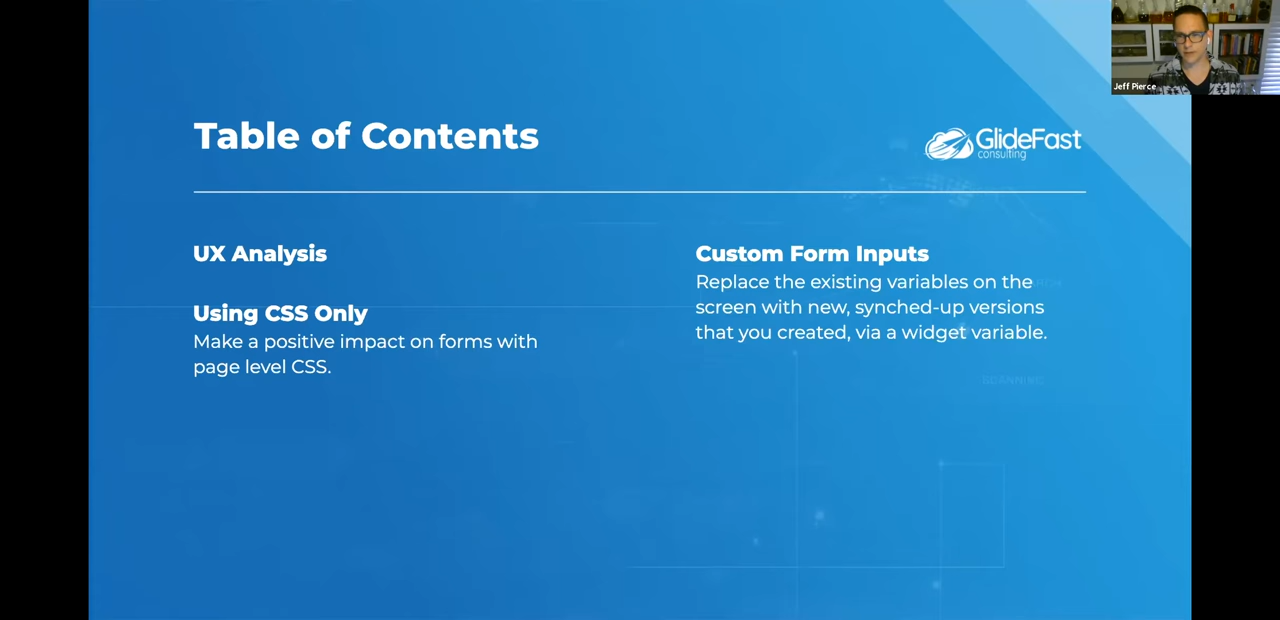 Jeff Pierce
Table of Contents
GlideFast
consulting
UX Analysis
Using CSS Only
Make a positive impact on forms with
page level CSS.
Custom Form Inputs
Replace the existing variables on the
screen with new, synched-up versions
that you created, via a widget variable.
SCANNING